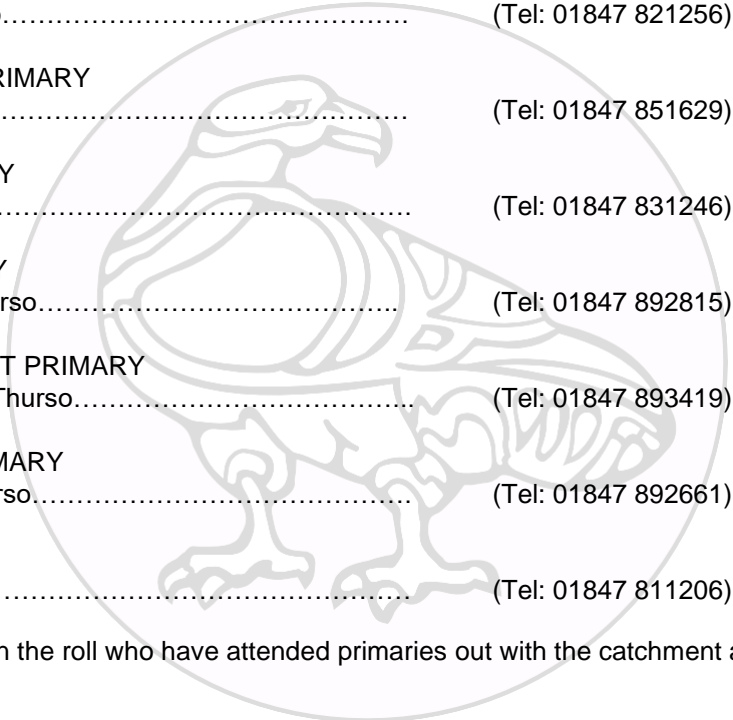 o…………………………………………. (Tel: 01847 821256)
RIMARY
………………………………………… (Tel: 01847 851629)
Y
…………………………………………. (Tel: 01847 831246)
Y
rso……………………………….. (Tel: 01847 892815)
T PRIMARY
Thurso…………………………….. (Tel: 01847 893419)
MARY
rso……………………………………. (Tel: 01847 892661)
………………………………………… (Tel: 01847 811206)
n the roll who have attended primaries out with the catchment a